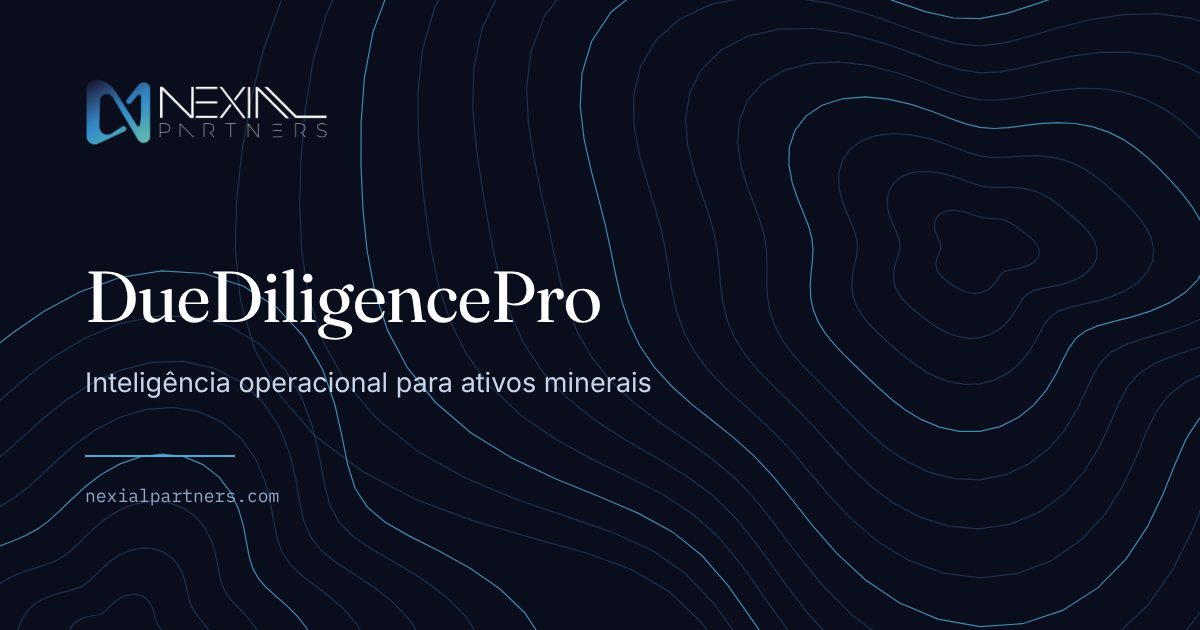 NEXIAL
PARTNERS
DueDiligencePro
Inteligência operacional para ativos minerais
nexialpartners.com